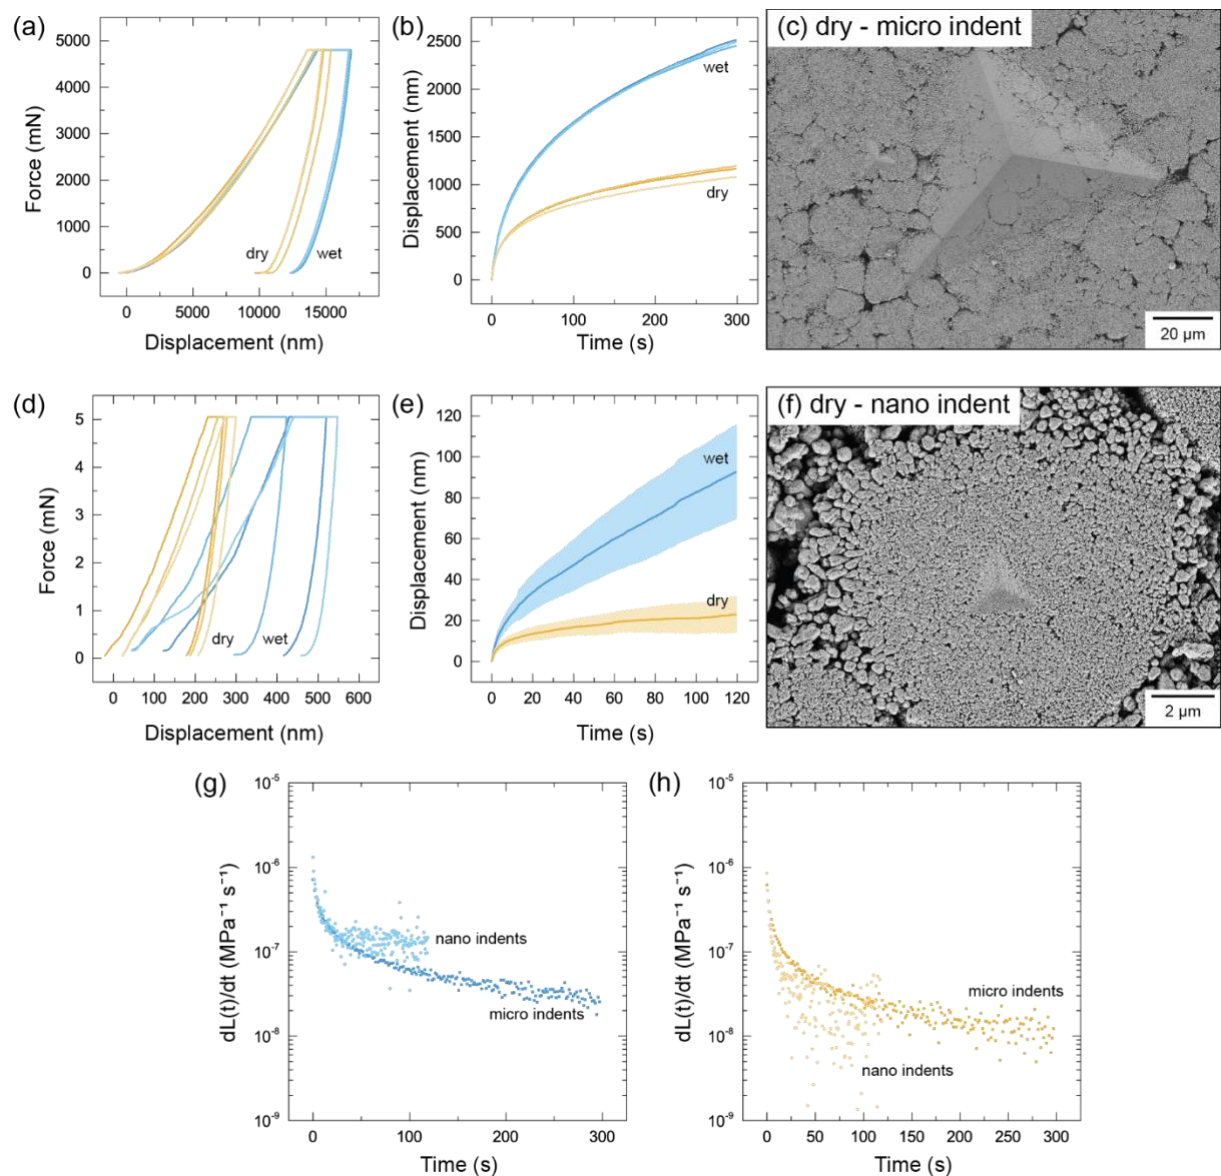 (a)
5000
4000
3000
2000
1000
0
Force (mN)
dry
wet
0
5000
10000
15000
Displacement (nm)
(b)
2500
2000
1500
1000
500
0
Displacement (nm)
wet
dry
0
100
200
300
Time (s)
(c) dry - micro indent
20 µm
(d)
5
4
3
2
1
0
Force (mN)
dry
wet
0
100
200
300
400
500
600
Displacement (nm)
(e)
120
100
80
60
40
20
0
Displacement (nm)
wet
dry
0
20
40
60
80
100
120
Time (s)
(f) dry - nano indent
2 µm
(g)
10⁻⁵
10⁻⁶
10⁻⁷
10⁻⁸
10⁻⁹
dL(t)/dt (MPa⁻¹ s⁻¹)
nano indents
micro indents
0
100
200
300
Time (s)
(h)
10⁻⁵
10⁻⁶
10⁻⁷
10⁻⁸
10⁻⁹
dL(t)/dt (MPa⁻¹ s⁻¹)
micro indents
nano indents
0
50
100
150
200
250
300
Time (s)